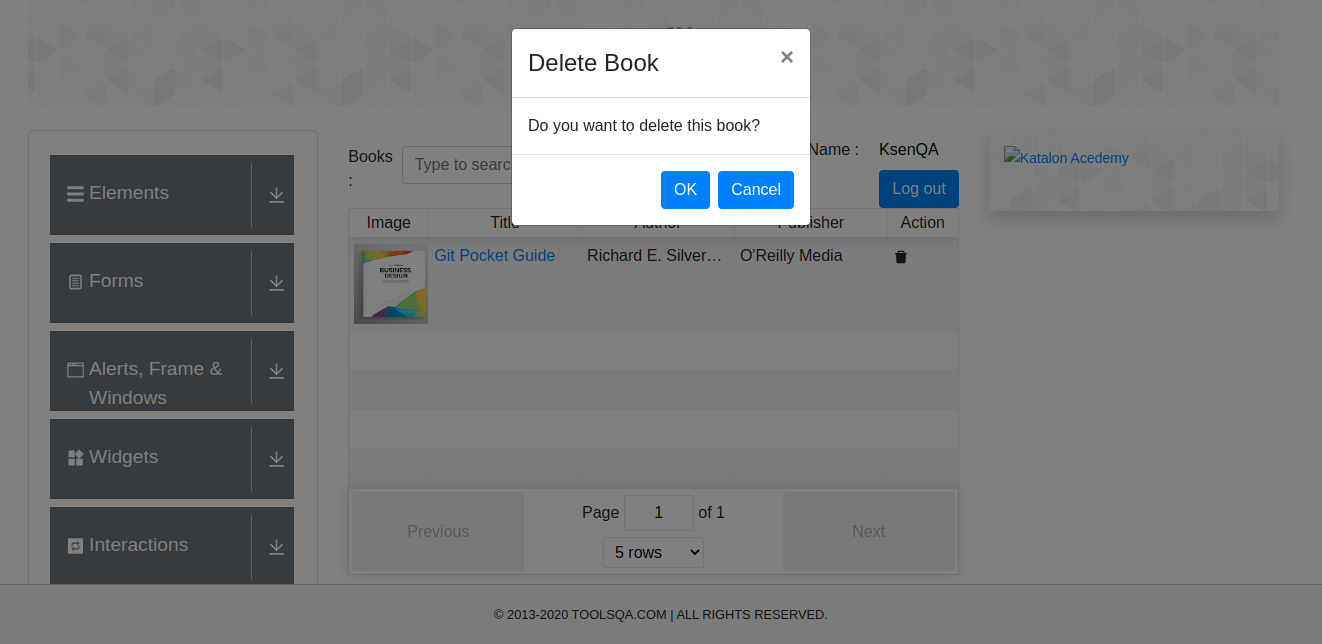 Delete Book
×
Do you want to delete this book?
OK
Cancel
Elements
Forms
Alerts, Frame &
Windows
Widgets
Interactions
Books
:
Type to searc
Name :
KsenQA
Log out
Katalon Acedemy
Image
Title
Author
Publisher
Action
BUSINESS
DESIGN
Git Pocket Guide
Richard E. Silver…
O'Reilly Media
Previous
Page 1 of 1
5 rows
Next
© 2013-2020 TOOLSQA.COM | ALL RIGHTS RESERVED.